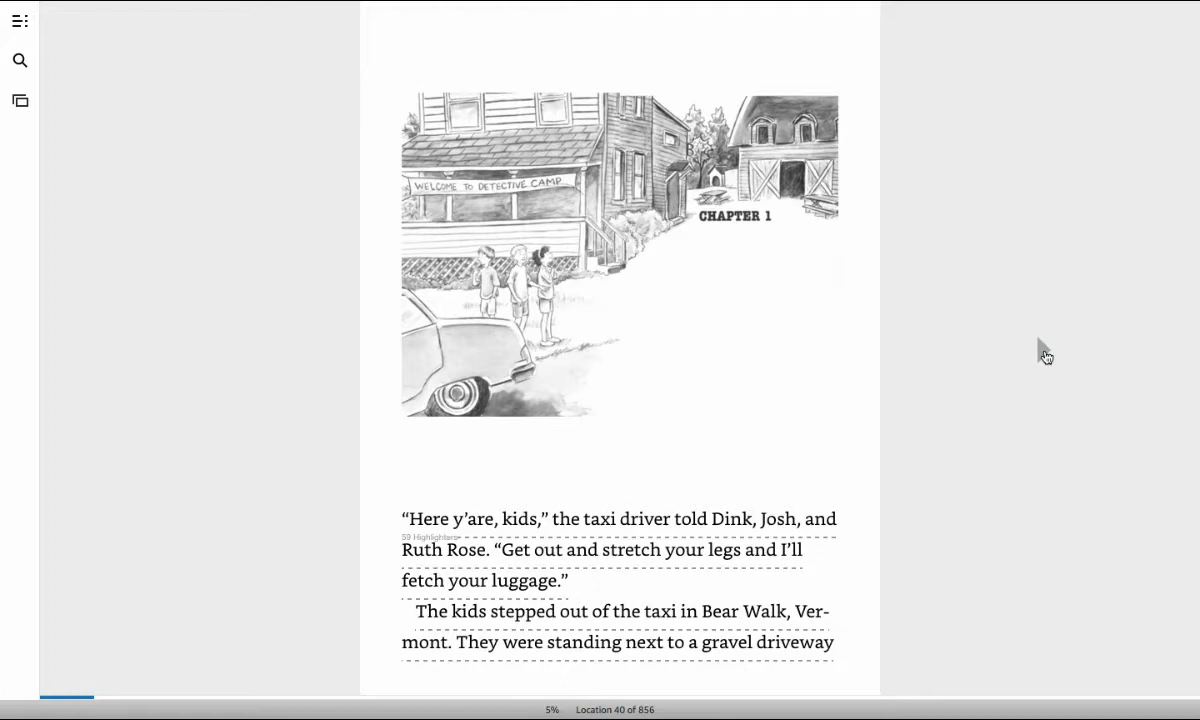 WELCOME TO DETECTIVE CAMP
CHAPTER 1
“Here y’are, kids,” the taxi driver told Dink, Josh, and
59 Highlighters
Ruth Rose. “Get out and stretch your legs and I’ll
fetch your luggage.”
The kids stepped out of the taxi in Bear Walk, Ver-
mont. They were standing next to a gravel driveway
5% Location 40 of 856